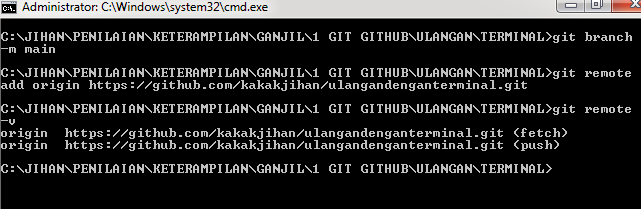 Administrator: C:\Windows\system32\cmd.exe
C:\JIHAN\PENILAIAN\KETERAMPILAN\GANJIL\1 GIT GITHUB\ULANGAN\TERMINAL>git branch
-m main
C:\JIHAN\PENILAIAN\KETERAMPILAN\GANJIL\1 GIT GITHUB\ULANGAN\TERMINAL>git remote
add origin https://github.com/kakakjihan/ulangandenganterminal.git
C:\JIHAN\PENILAIAN\KETERAMPILAN\GANJIL\1 GIT GITHUB\ULANGAN\TERMINAL>git remote
-v
origin  https://github.com/kakakjihan/ulangandenganterminal.git (fetch)
origin  https://github.com/kakakjihan/ulangandenganterminal.git (push)
C:\JIHAN\PENILAIAN\KETERAMPILAN\GANJIL\1 GIT GITHUB\ULANGAN\TERMINAL>